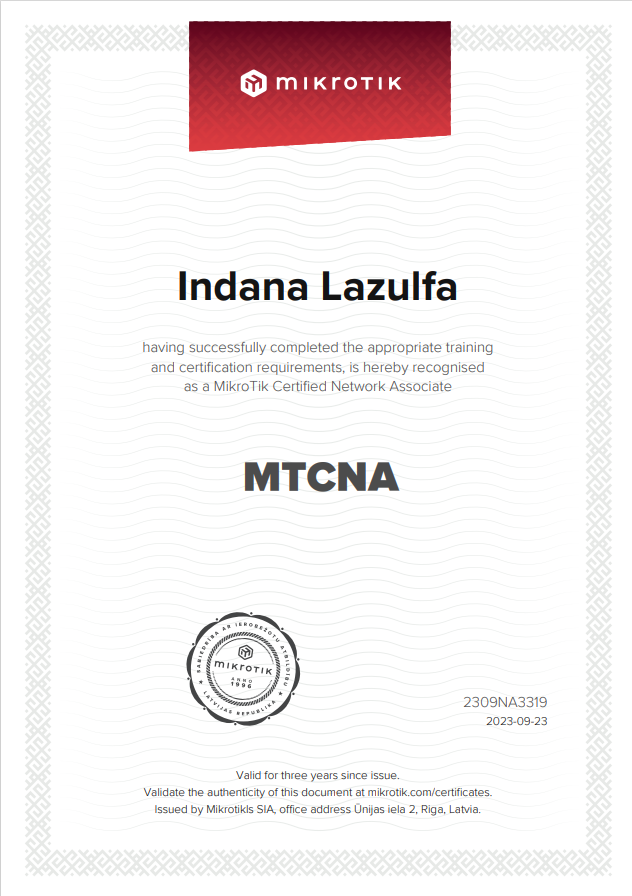 MIKROTIK
Indana Lazulfa
having successfully completed the appropriate training
and certification requirements, is hereby recognised
as a MikroTik Certified Network Associate
MTCNA
SABIEDRĪBA AR IEROBEŽOTU ATBILDĪBU
MIKROTIK
ANNO
1996
★ LATVIJAS REPUBLIKA ★
2309NA3319
2023-09-23
Valid for three years since issue.
Validate the authenticity of this document at mikrotik.com/certificates.
Issued by Mikrotikls SIA, office address Ūnijas iela 2, Riga, Latvia.